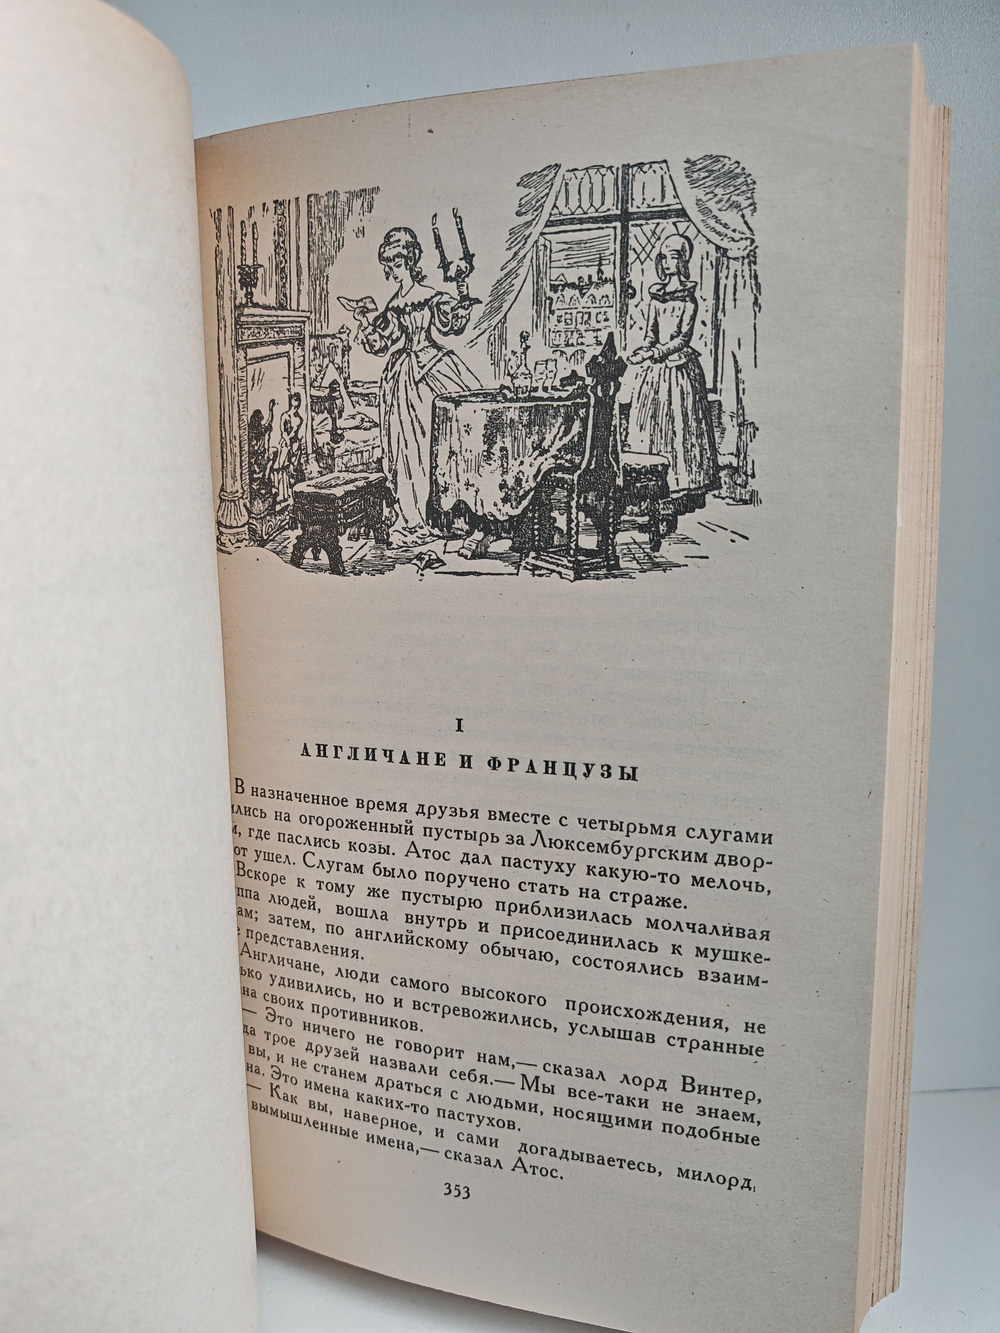 I
АНГЛИЧАНЕ И ФРАНЦУЗЫ
В назначенное время друзья вместе с четырьмя слугами
на огороженный пустырь за Люксембургским двор-
где паслись козы. Атос дал пастуху какую-то мелочь,
ушел. Слугам было поручено стать на страже.
Вскоре к тому же пустырю приблизилась молчаливая
людей, вошла внутрь и присоединилась к мушке-
затем, по английскому обычаю, состоялись взаим-
представления.
Англичане, люди самого высокого происхождения, не
удивились, но и встревожились, услышав странные
своих противников.
— Это ничего не говорит нам,— сказал лорд Винтер,
трое друзей назвали себя.— Мы все-таки не знаем,
вы, и не станем драться с людьми, носящими подобные
Это имена каких-то пастухов.
— Как вы, наверное, и сами догадываетесь, милорд,
вымышленные имена,— сказал Атос.
353